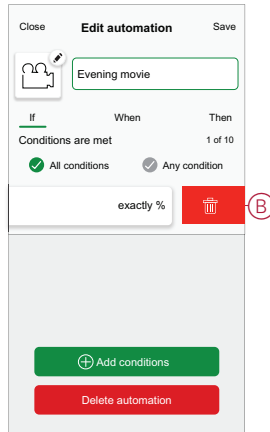 Close Edit automation Save
Evening movie
If When Then
Conditions are met 1 of 10
All conditions Any condition
exactly %
B
Add conditions
Delete automation